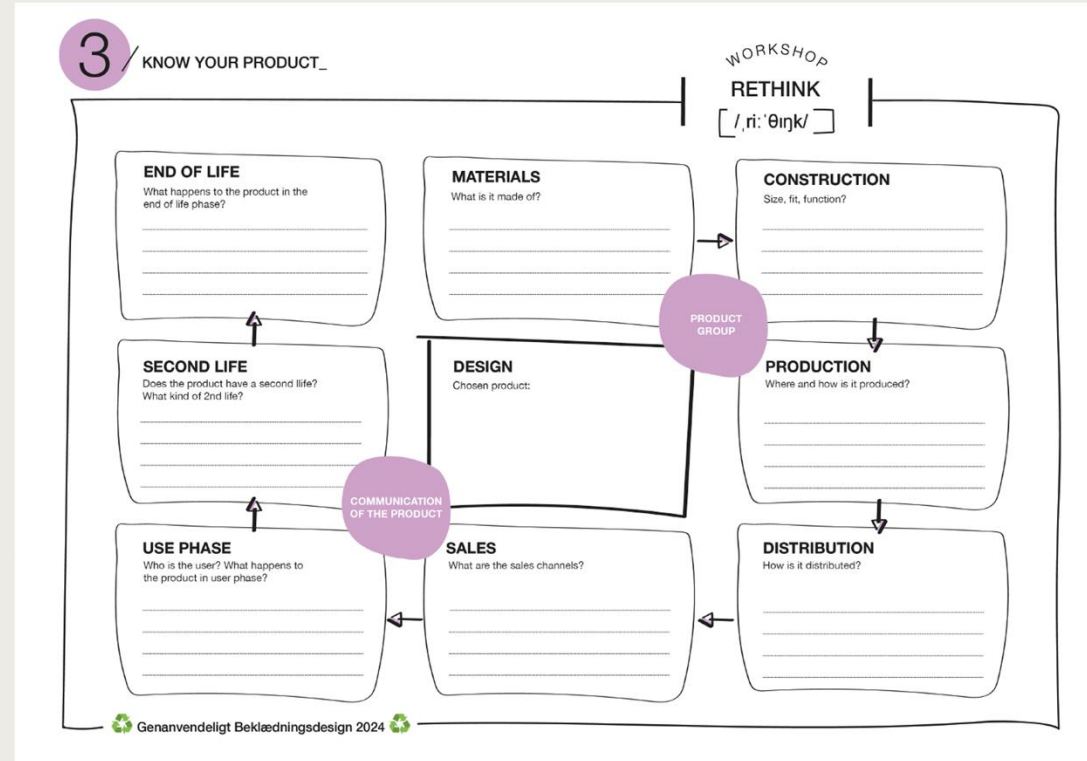 3 / KNOW YOUR PRODUCT_
WORKSHOP
RETHINK
[/ˌriːˈθɪŋk/]
END OF LIFE
What happens to the product in the
end of life phase?
MATERIALS
What is it made of?
CONSTRUCTION
Size, fit, function?
PRODUCT
GROUP
SECOND LIFE
Does the product have a second llife?
What kind of 2nd life?
DESIGN
Chosen product:
PRODUCTION
Where and how is it produced?
COMMUNICATION
OF THE PRODUCT
USE PHASE
Who is the user? What happens to
the product in user phase?
SALES
What are the sales channels?
DISTRIBUTION
How is it distributed?
Genanvendeligt Beklædningsdesign 2024